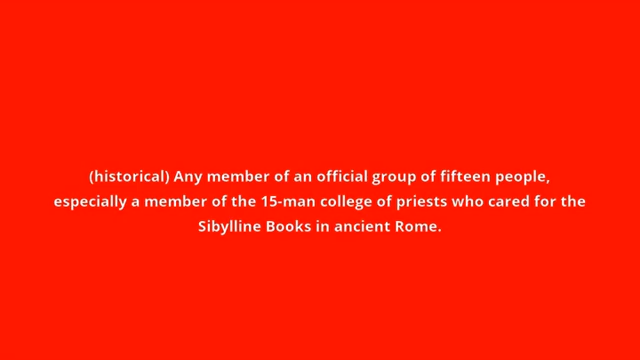 (historical) Any member of an official group of fifteen people,
especially a member of the 15-man college of priests who cared for the
Sibylline Books in ancient Rome.